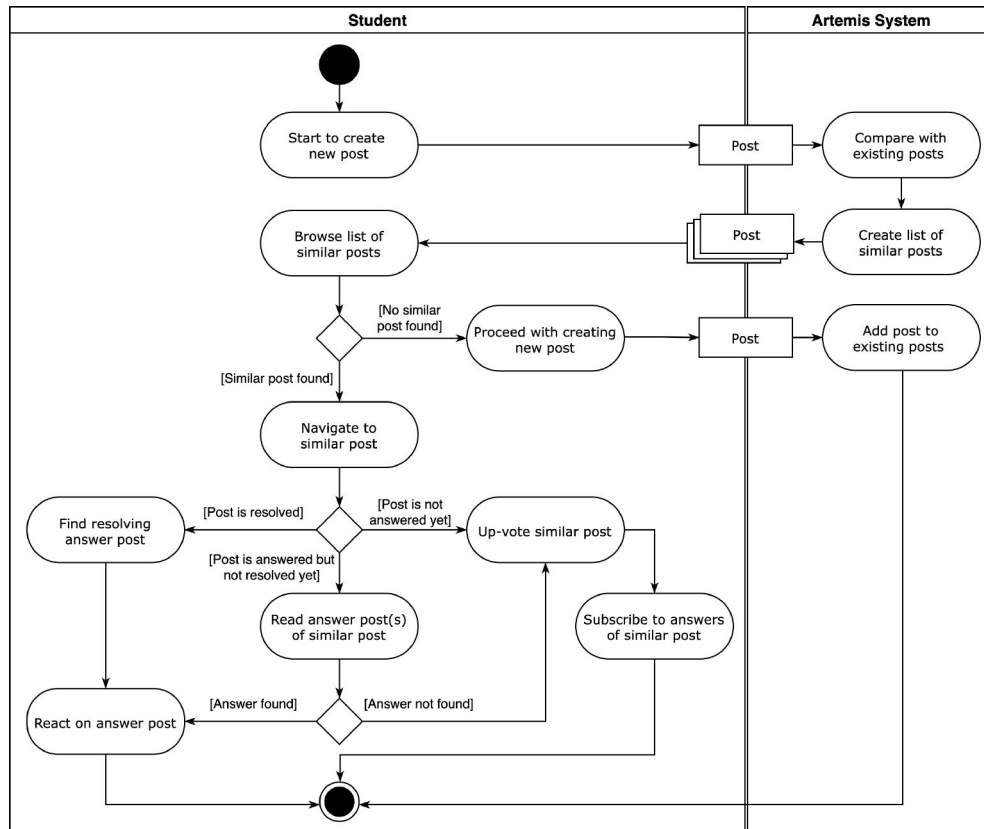 Student
Artemis System
Start to create
new post
Post
Compare with
existing posts
Browse list of
similar posts
Post
Create list of
similar posts
[No similar
post found]
Proceed with creating
new post
Post
Add post to
existing posts
[Similar post found]
Navigate to
similar post
Find resolving
answer post
[Post is resolved]
[Post is not
answered yet]
Up-vote similar post
[Post is answered but
not resolved yet]
Read answer post(s)
of similar post
Subscribe to answers
of similar post
React on answer post
[Answer found]
[Answer not found]